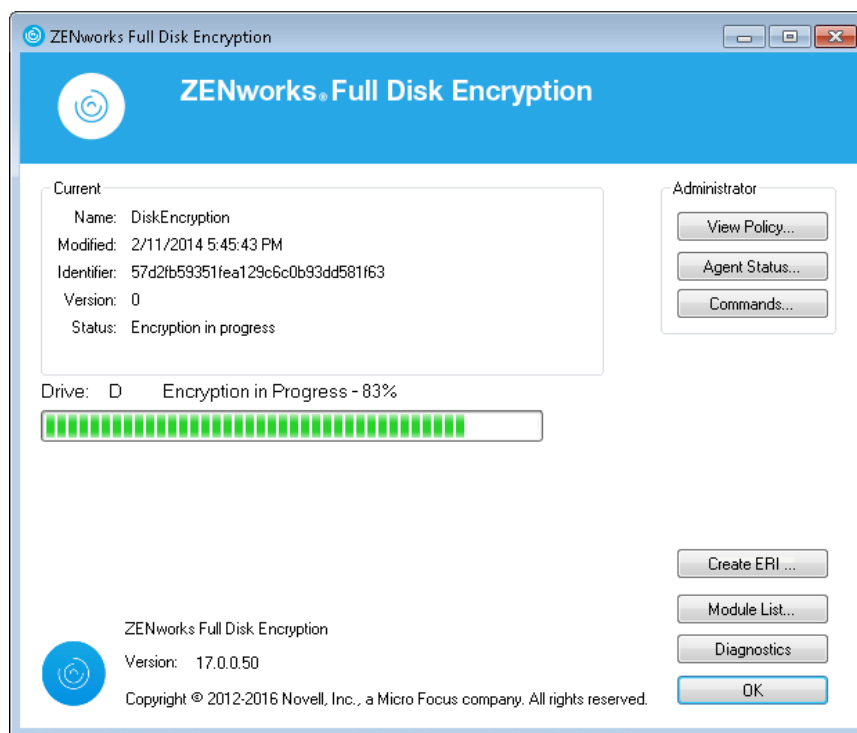 ZENworks Full Disk Encryption
ZENworks® Full Disk Encryption
Current
Name: DiskEncryption
Modified: 2/11/2014 5:45:43 PM
Identifier: 57d2fb59351fea129c6c0b93dd581f63
Version: 0
Status: Encryption in progress
Administrator
View Policy...
Agent Status...
Commands...
Drive: D Encryption in Progress - 83%
Create ERI ...
Module List...
Diagnostics
OK
ZENworks Full Disk Encryption
Version: 17.0.0.50
Copyright © 2012-2016 Novell, Inc., a Micro Focus company. All rights reserved.